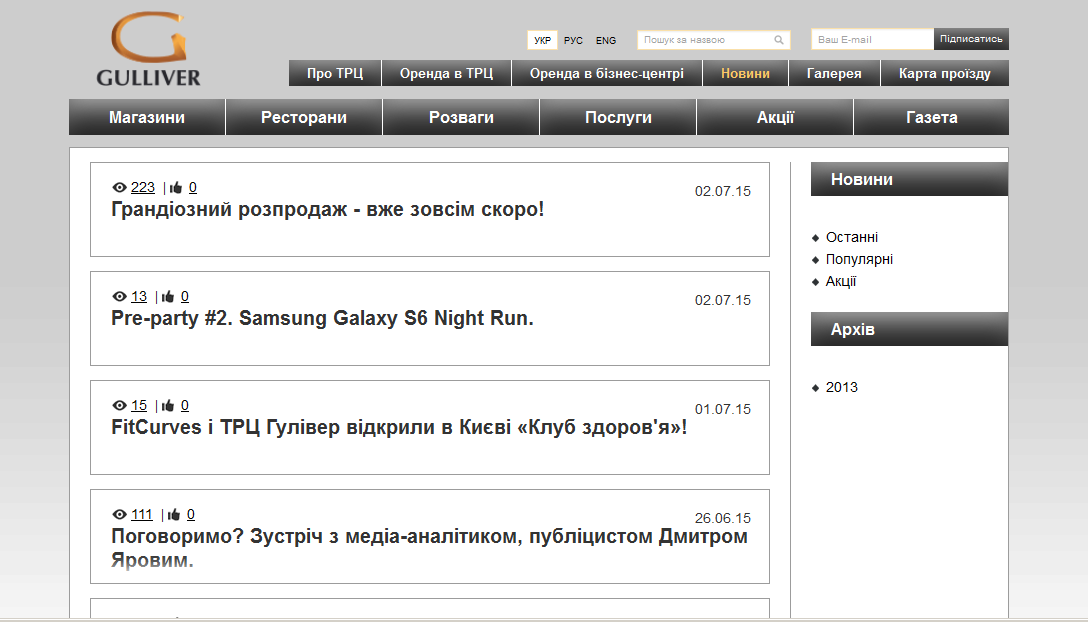 GULLIVER
УКР РУС ENG Пошук за назвою Ваш E-mail Підписатись
Про ТРЦ Оренда в ТРЦ Оренда в бізнес-центрі Новини Галерея Карта проїзду
Магазини Ресторани Розваги Послуги Акції Газета
223 | 0
02.07.15
Грандіозний розпродаж - вже зовсім скоро!
13 | 0
02.07.15
Pre-party #2. Samsung Galaxy S6 Night Run.
15 | 0
01.07.15
FitCurves і ТРЦ Гулівер відкрили в Києві «Клуб здоров'я»!
111 | 0
26.06.15
Поговоримо? Зустріч з медіа-аналітиком, публіцистом Дмитром
Яровим.
Новини
Останні
Популярні
Акції
Архів
2013